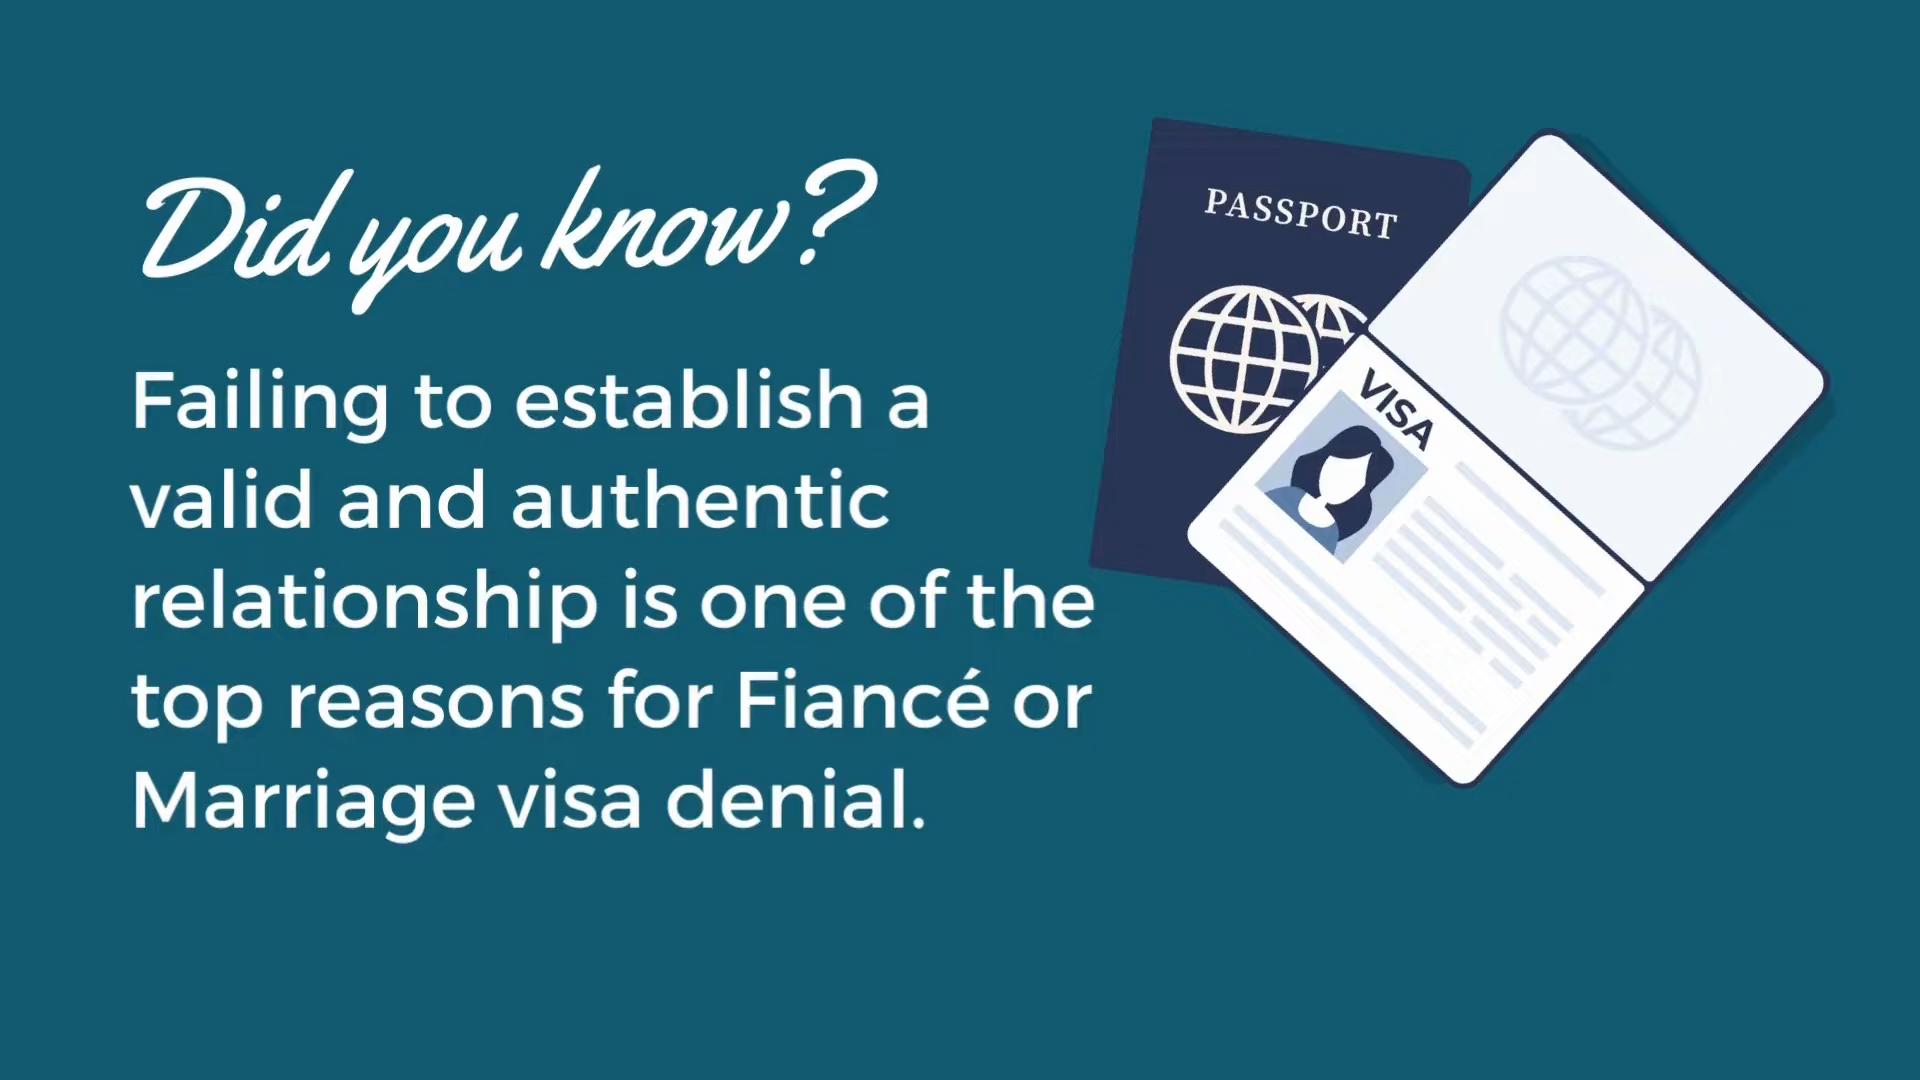 Did you know?
Failing to establish a
valid and authentic
relationship is one of the
top reasons for Fiancé or
Marriage visa denial.
PASSPORT
VISA